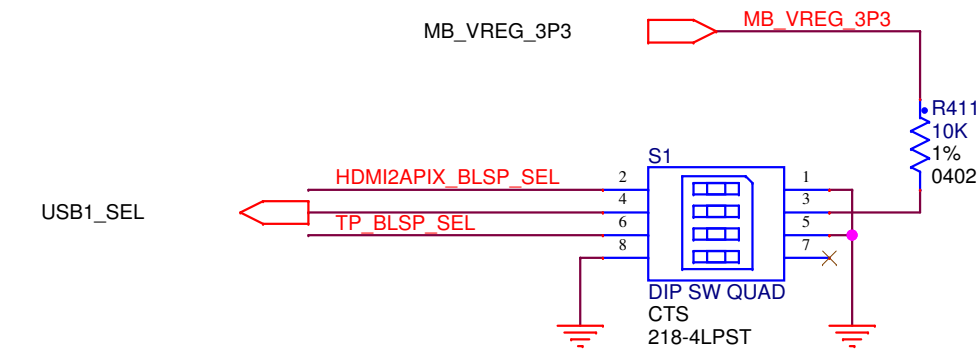 MB_VREG_3P3
MB_VREG_3P3
R411
10K
1%
0402
S1
HDMI2APIX_BLSP_SEL
2
1
USB1_SEL
4
3
TP_BLSP_SEL
6
5
8
7
DIP SW QUAD
CTS
218-4LPST